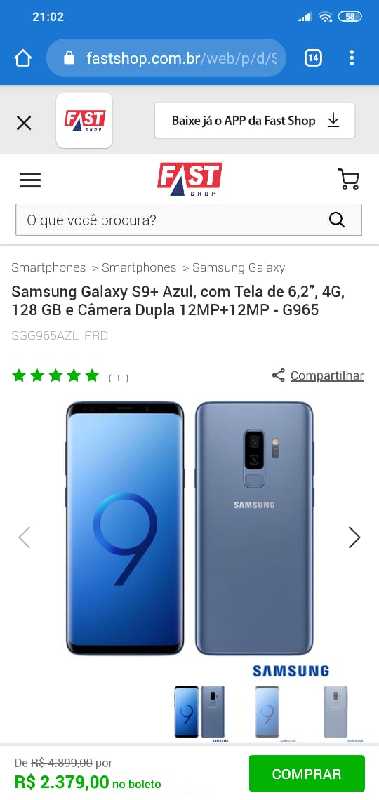 21:02
58
fastshop.com.br/web/p/d/S
14
FAST
SHOP
Baixe já o APP da Fast Shop
FAST
SHOP
O que você procura?
Smartphones > Smartphones > Samsung Galaxy
Samsung Galaxy S9+ Azul, com Tela de 6,2”, 4G,
128 GB e Câmera Dupla 12MP+12MP - G965
SGG965AZL_PRD
Compartilhar
9
SAMSUNG
SAMSUNG
De R$ 4.899,00 por
R$ 2.379,00 no boleto
COMPRAR